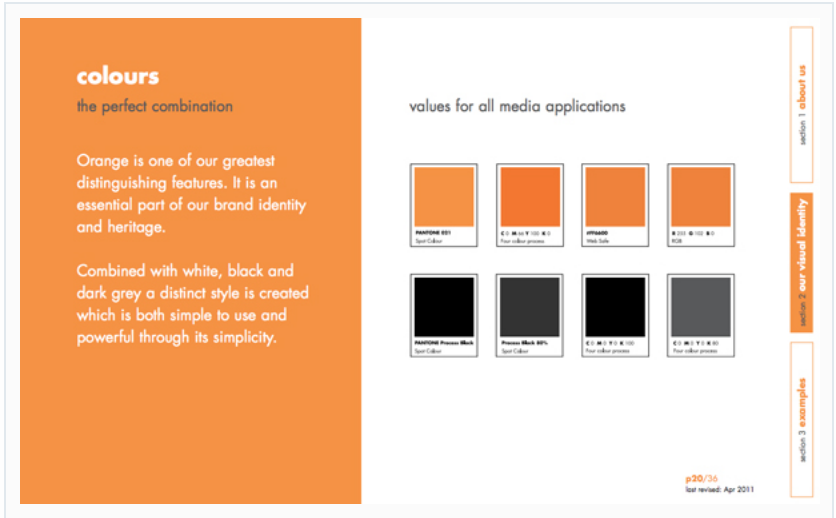 colours
the perfect combination
Orange is one of our greatest
distinguishing features. It is an
essential part of our brand identity
and heritage.
Combined with white, black and
dark grey a distinct style is created
which is both simple to use and
powerful through its simplicity.
values for all media applications
PANTONE 021
Spot Colour
C 0 M 66 Y 100 K 0
Four colour process
#FF6600
Web Safe
R 255 G 102 B 0
RGB
PANTONE Process Black
Spot Colour
Process Black 80%
Spot Colour
C 0 M 0 Y 0 K 100
Four colour process
C 0 M 0 Y 0 K 80
Four colour process
section 1 about us
section 2 our visual identity
section 3 examples
p20/36
last revised: Apr 2011